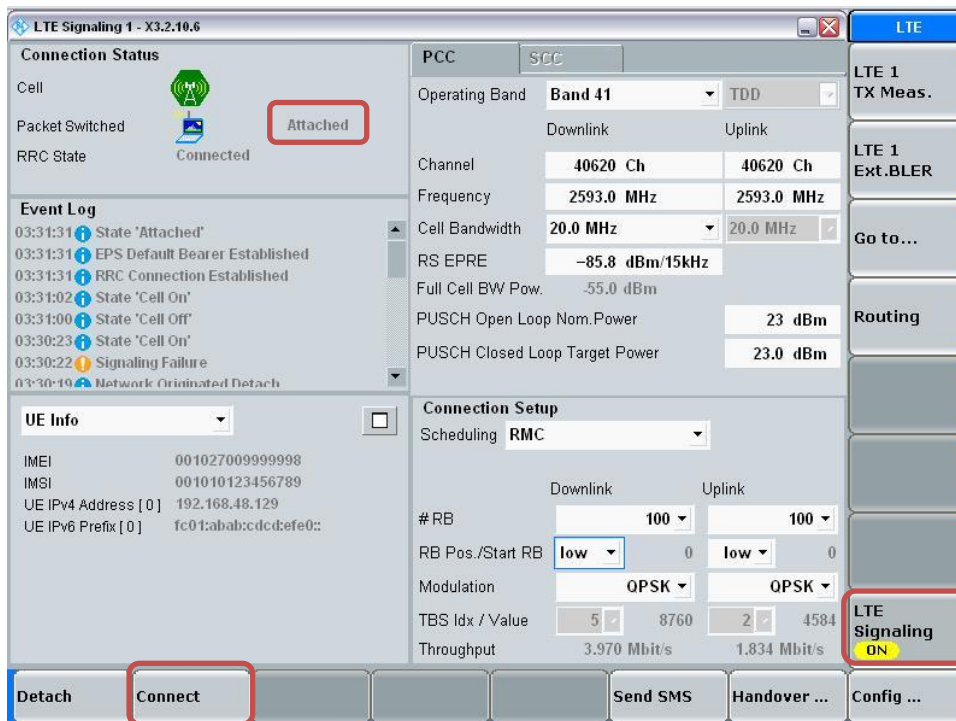 LTE Signaling 1 - X3.2.10.6
LTE
Connection Status
Cell
Packet Switched Attached
RRC State Connected
Event Log
03:31:31 State 'Attached'
03:31:31 EPS Default Bearer Established
03:31:31 RRC Connection Established
03:31:02 State 'Cell On'
03:31:00 State 'Cell Off'
03:30:23 State 'Cell On'
03:30:22 Signaling Failure
03:30:19 Network Originated Detach
UE Info
IMEI 001027009999998
IMSI 001010123456789
UE IPv4 Address [ 0 ] 192.168.48.129
UE IPv6 Prefix [ 0 ] fc01:abab:cdcd:efe0::
PCC SCC
Operating Band Band 41 TDD
Downlink Uplink
Channel 40620 Ch 40620 Ch
Frequency 2593.0 MHz 2593.0 MHz
Cell Bandwidth 20.0 MHz 20.0 MHz
RS EPRE −85.8 dBm/15kHz
Full Cell BW Pow. -55.0 dBm
PUSCH Open Loop Nom.Power 23 dBm
PUSCH Closed Loop Target Power 23.0 dBm
Connection Setup
Scheduling RMC
Downlink Uplink
# RB 100 100
RB Pos./Start RB low 0 low 0
Modulation QPSK QPSK
TBS Idx / Value 5 8760 2 4584
Throughput 3.970 Mbit/s 1.834 Mbit/s
LTE 1
TX Meas.
LTE 1
Ext.BLER
Go to...
Routing
LTE
Signaling
ON
Detach Connect Send SMS Handover ... Config ...